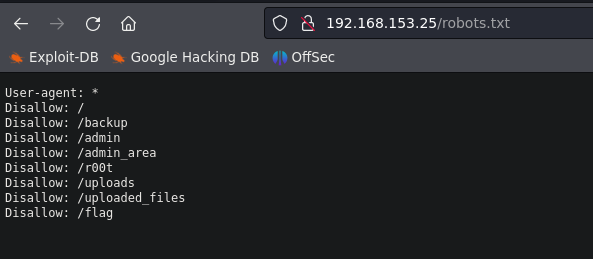 192.168.153.25/robots.txt
Exploit-DB Google Hacking DB OffSec
User-agent: *
Disallow: /
Disallow: /backup
Disallow: /admin
Disallow: /admin_area
Disallow: /r00t
Disallow: /uploads
Disallow: /uploaded_files
Disallow: /flag